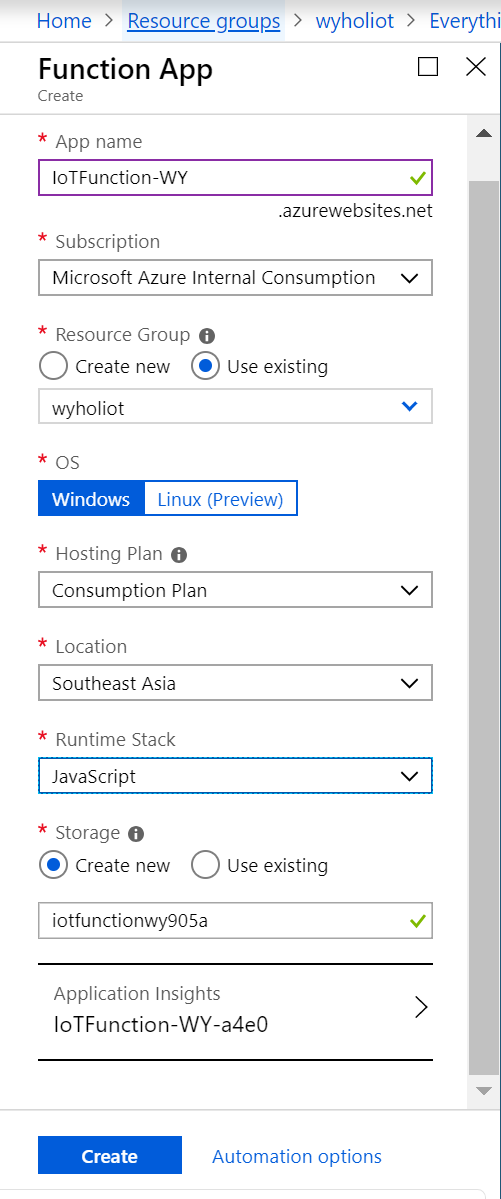 Home > Resource groups > wyholiot > Everythi
Function App
Create
* App name
IoTFunction-WY
.azurewebsites.net
* Subscription
Microsoft Azure Internal Consumption
* Resource Group
Create new Use existing
wyholiot
* OS
Windows Linux (Preview)
* Hosting Plan
Consumption Plan
* Location
Southeast Asia
* Runtime Stack
JavaScript
* Storage
Create new Use existing
iotfunctionwy905a
Application Insights
IoTFunction-WY-a4e0
Create Automation options